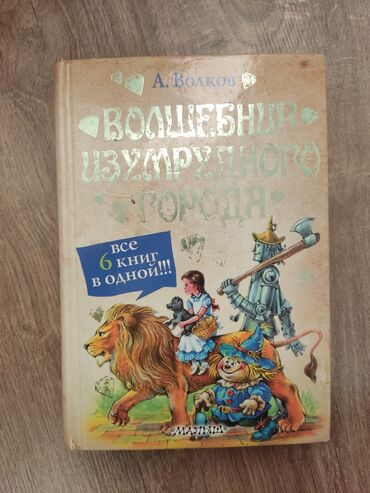 А. Волков
ВОЛШЕБНИК
ИЗУМРУДНОГО
ГОРОДА
все
6 книг
в одной!!!
«МАЛЫШ»